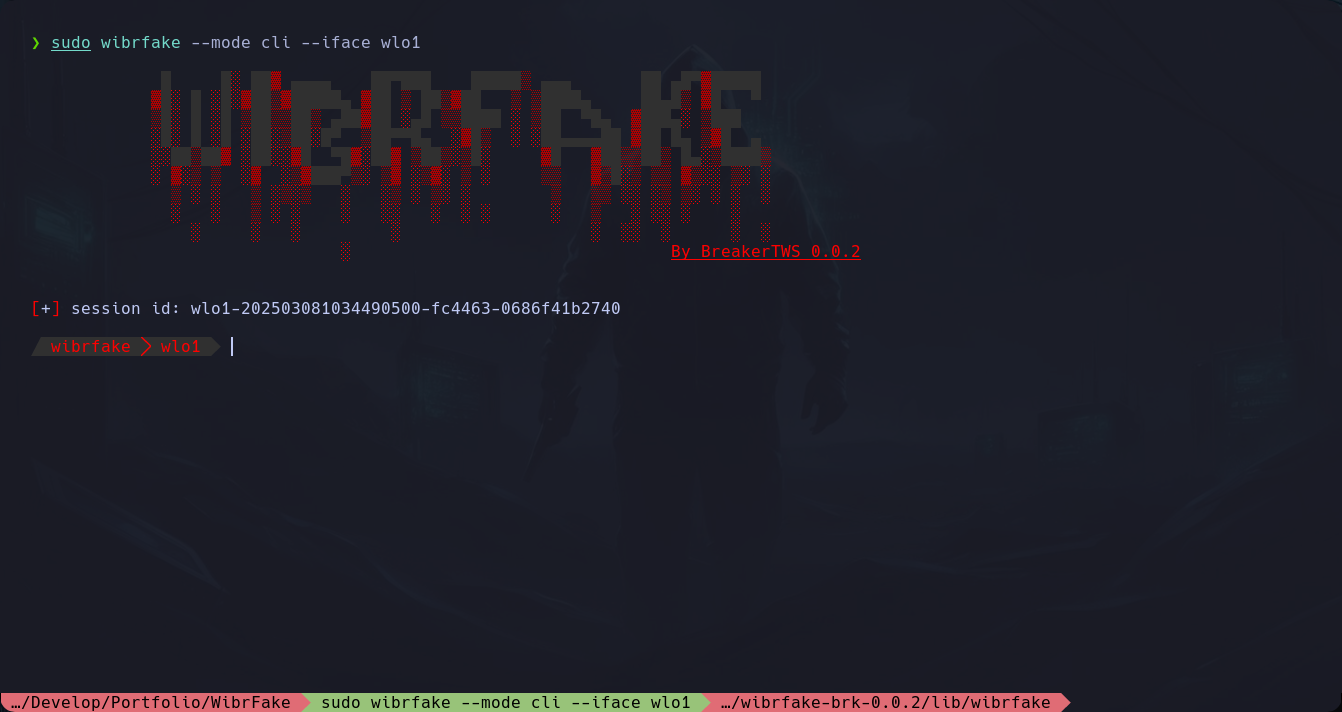 ❯ sudo wibrfake --mode cli --iface wlo1
WIBRFAKE
By BreakerTWS 0.0.2
[+] session id: wlo1-202503081034490500-fc4463-0686f41b2740
wibrfake > wlo1
…/Develop/Portfolio/WibrFake sudo wibrfake --mode cli --iface wlo1 …/wibrfake-brk-0.0.2/lib/wibrfake